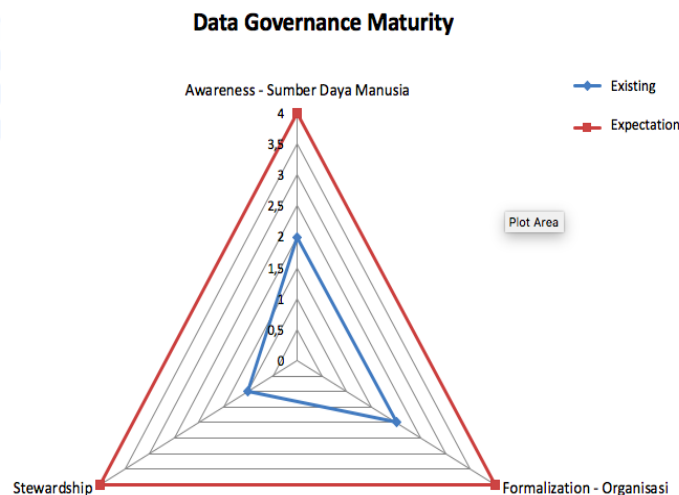 Data Governance Maturity
Awareness - Sumber Daya Manusia
Existing
Expectation
4
3,5
3
2,5
2
1,5
1
0,5
0
Plot Area
Stewardship
Formalization - Organisasi